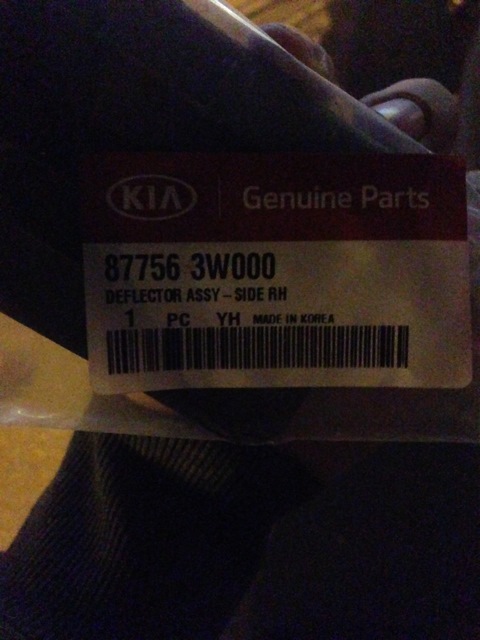 KIA Genuine Parts
87756 3W000
DEFLECTOR ASSY-SIDE RH
1 PC YH MADE IN KOREA